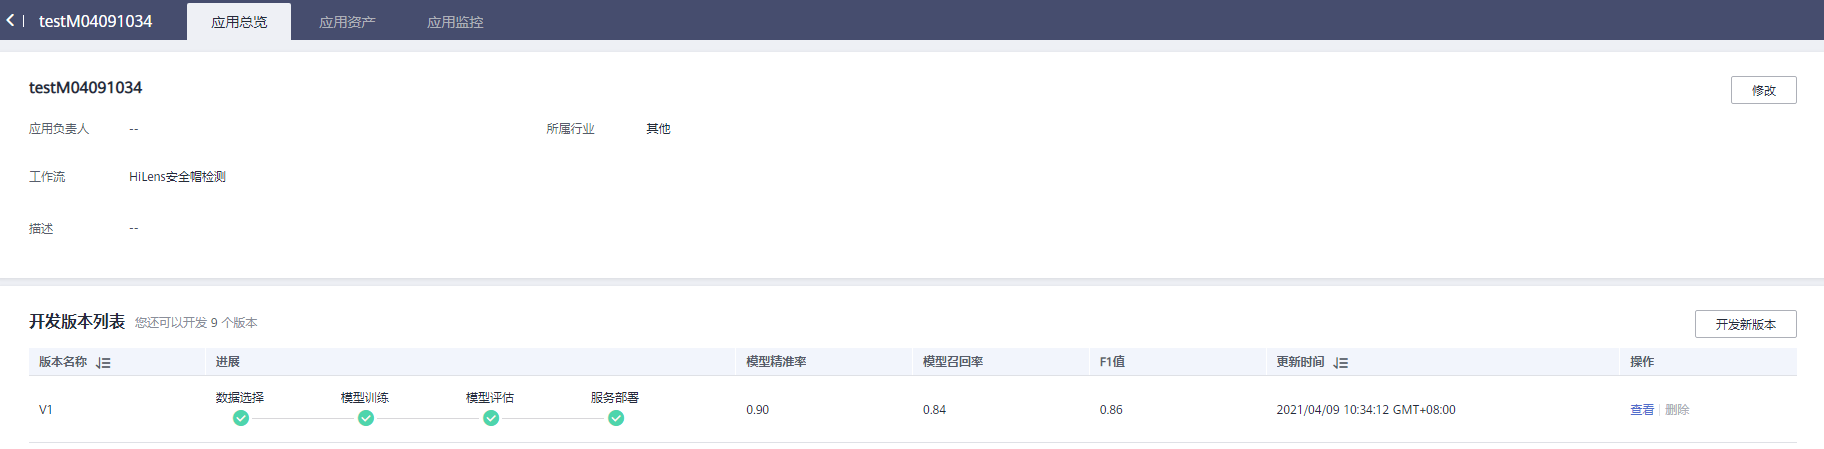 testM04091034 应用总览 应用资产 应用监控
testM04091034 修改
应用负责人 -- 所属行业 其他
工作流 HiLens安全帽检测
描述 --
开发版本列表 您还可以开发 9 个版本 开发新版本
版本名称 进展 模型精准率 模型召回率 F1值 更新时间 操作
数据选择 模型训练 模型评估 服务部署
V1 0.90 0.84 0.86 2021/04/09 10:34:12 GMT+08:00 查看 | 删除